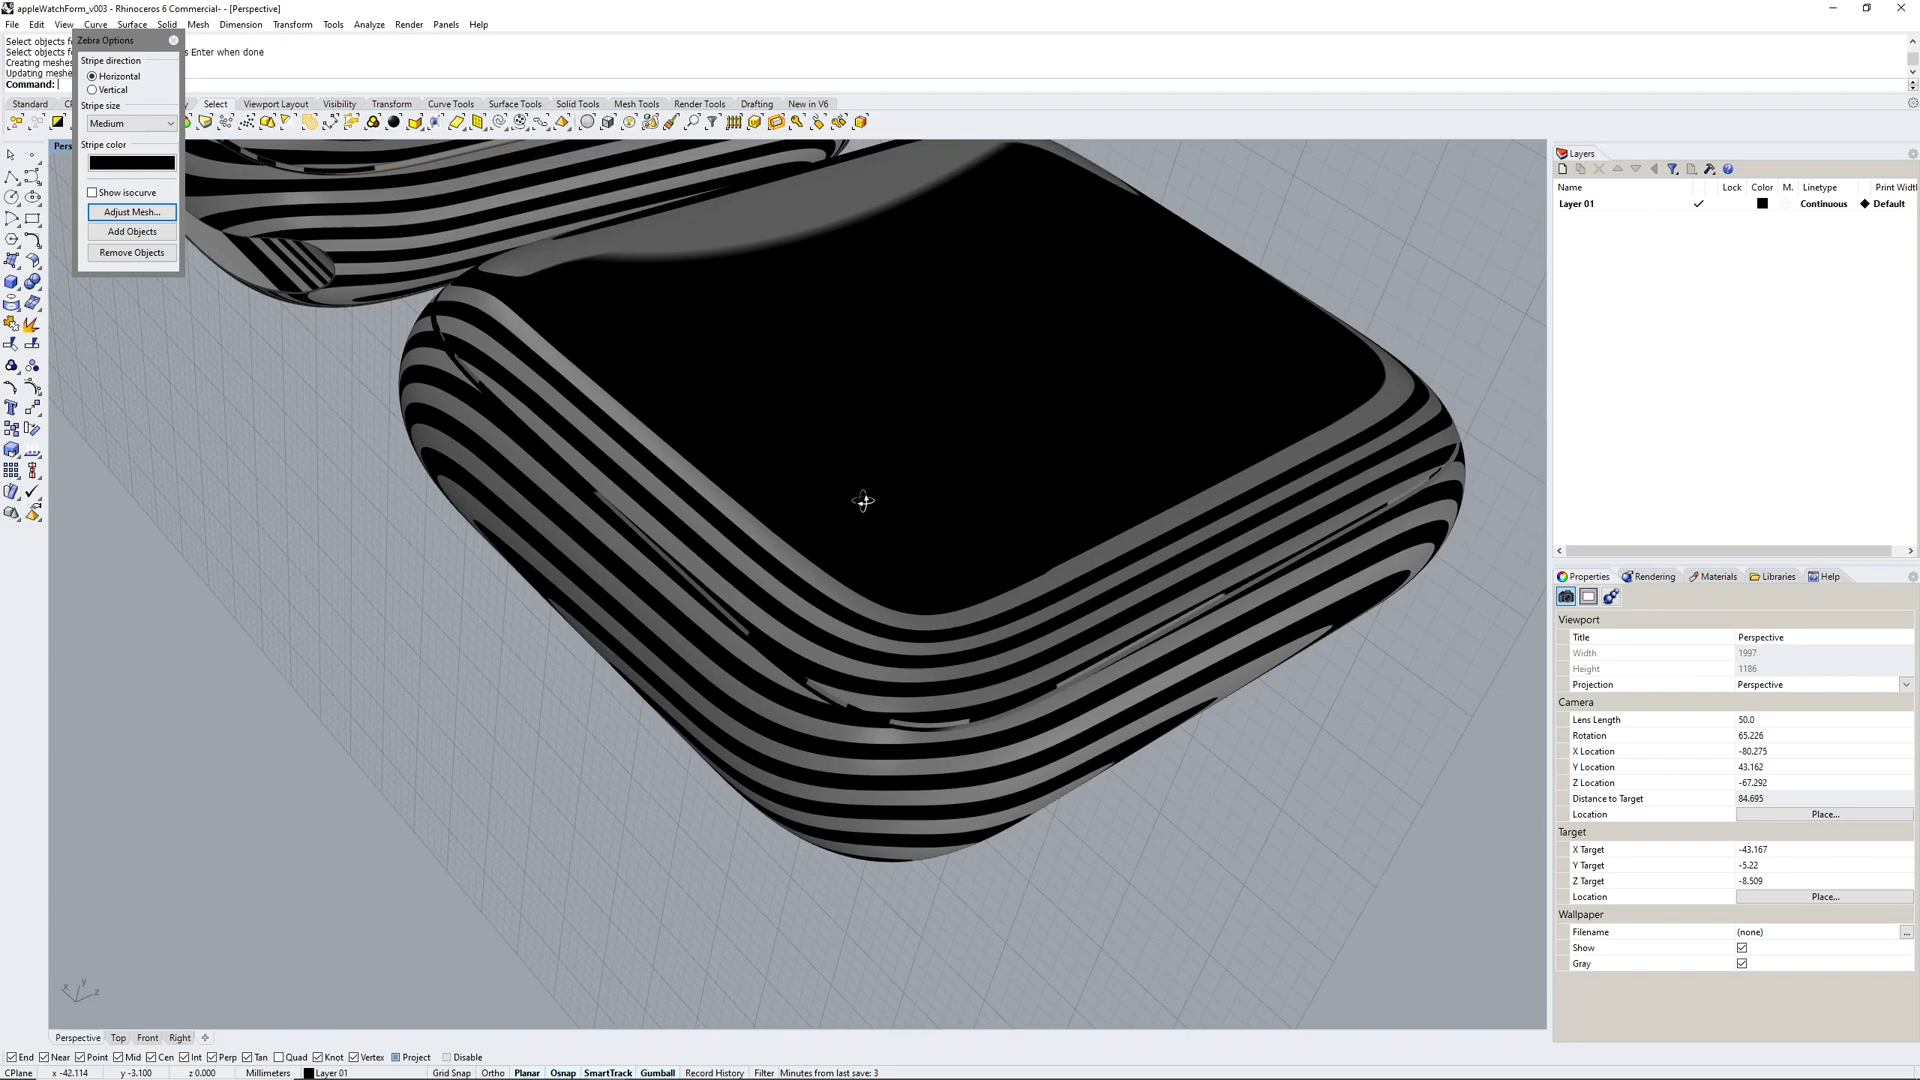 appleWatchForm_v003 - Rhinoceros 6 Commercial- - [Perspective]
File Edit View Curve Surface Solid Mesh Dimension Transform Tools Analyze Render Panels Help
Select objects f
Zebra Options
Select objects f
s Enter when done
Creating meshes
Updating meshe
Command:
Stripe direction
Horizontal
Vertical
Stripe size
Medium
Stripe color
Show isocurve
Adjust Mesh...
Add Objects
Remove Objects
Standard Select Viewport Layout Visibility Transform Curve Tools Surface Tools Solid Tools Mesh Tools Render Tools Drafting New in V6
Persp
Layers
Name Lock Color M. Linetype Print Widt
Layer 01 Continuous Default
Properties Rendering Materials Libraries Help
Viewport
Title Perspective
Width 1997
Height 1186
Projection Perspective
Camera
Lens Length 50.0
Rotation 65.226
X Location -80.275
Y Location 43.162
Z Location -67.292
Distance to Target 84.695
Location Place...
Target
X Target -43.167
Y Target -5.22
Z Target -8.509
Location Place...
Wallpaper
Filename (none) ...
Show
Gray
x y z
Perspective Top Front Right
End Near Point Mid Cen Int Perp Tan Quad Knot Vertex Project Disable
CPlane x -42.114 y -3.100 z 0.000 Millimeters Layer 01 Grid Snap Ortho Planar Osnap SmartTrack Gumball Record History Filter Minutes from last save: 3